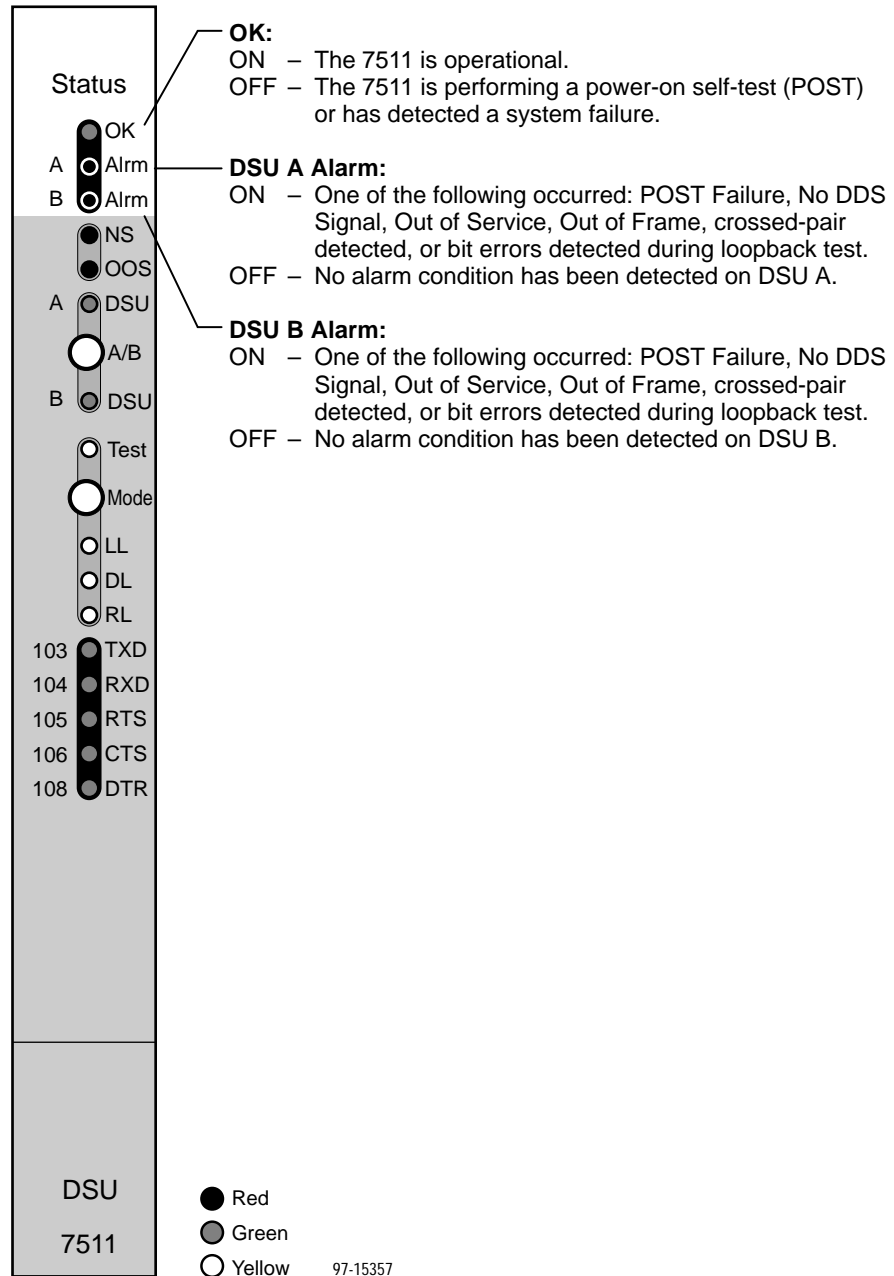 Status
OK
A Alrm
B Alrm
NS
OOS
A DSU
A/B
B DSU
Test
Mode
LL
DL
RL
103 TXD
104 RXD
105 RTS
106 CTS
108 DTR
DSU
7511
OK:
ON – The 7511 is operational.
OFF – The 7511 is performing a power-on self-test (POST)
or has detected a system failure.
DSU A Alarm:
ON – One of the following occurred: POST Failure, No DDS
Signal, Out of Service, Out of Frame, crossed-pair
detected, or bit errors detected during loopback test.
OFF – No alarm condition has been detected on DSU A.
DSU B Alarm:
ON – One of the following occurred: POST Failure, No DDS
Signal, Out of Service, Out of Frame, crossed-pair
detected, or bit errors detected during loopback test.
OFF – No alarm condition has been detected on DSU B.
Red
Green
Yellow 97-15357